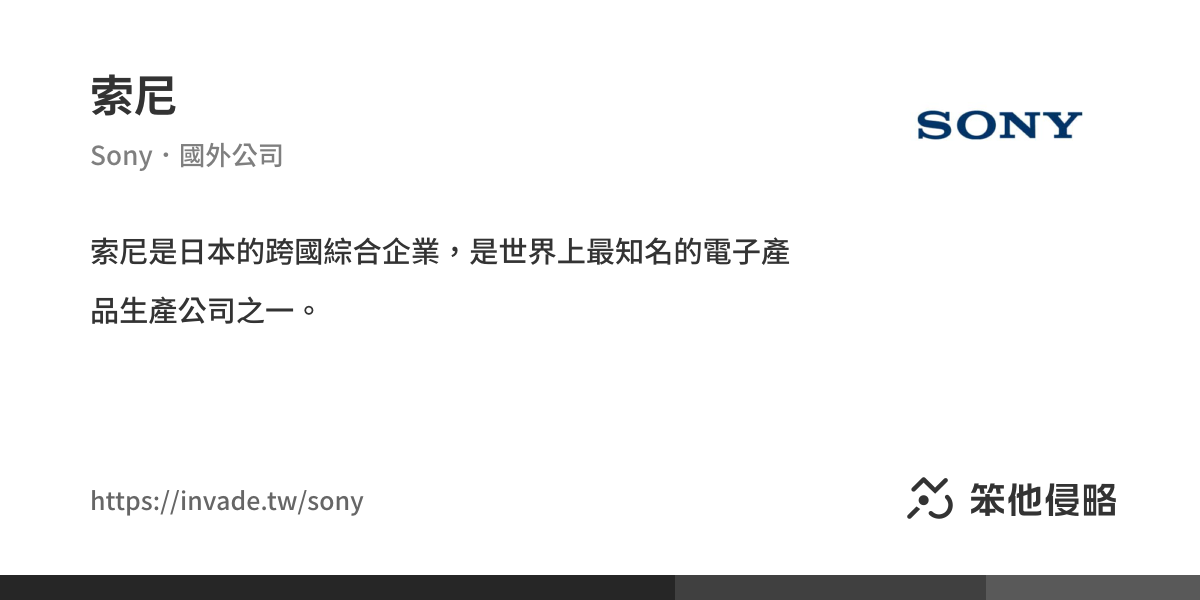 索尼
SONY
Sony・國外公司
索尼是日本的跨國綜合企業，是世界上最知名的電子產
品生產公司之一。
https://invade.tw/sony
笨他侵略